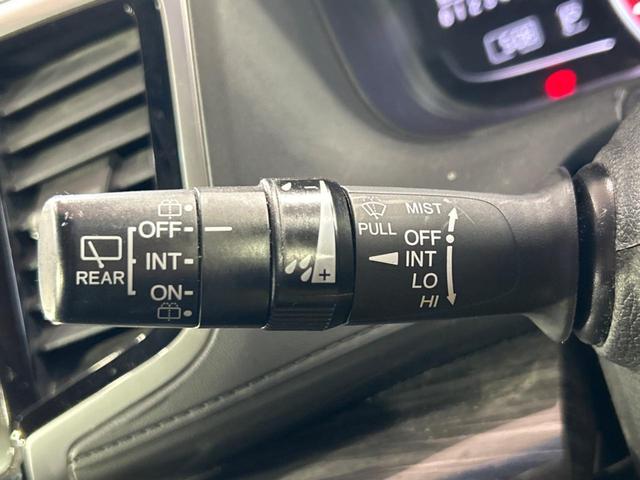 OFF
REAR
INT
ON
PULL
MIST
OFF
INT
LO
HI